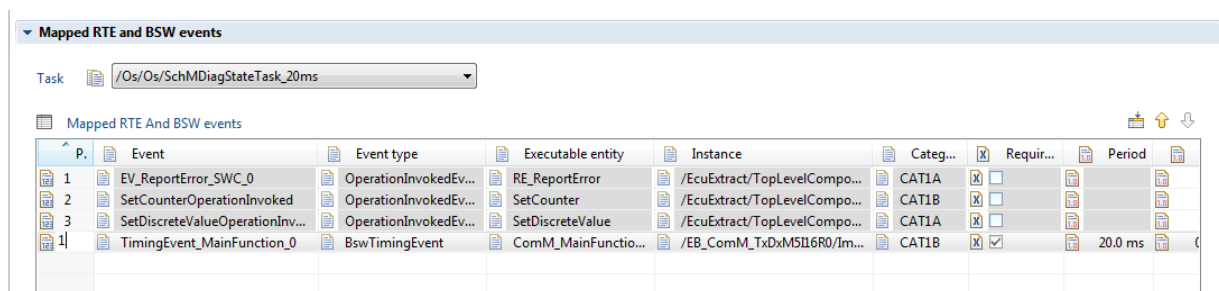 Mapped RTE and BSW events
Task /Os/Os/SchMDiagStateTask_20ms
Mapped RTE And BSW events
P. Event Event type Executable entity Instance Categ... Requir... Period
1 EV_ReportError_SWC_0 OperationInvokedEv... RE_ReportError /EcuExtract/TopLevelCompo... CAT1A
2 SetCounterOperationInvoked OperationInvokedEv... SetCounter /EcuExtract/TopLevelCompo... CAT1B
3 SetDiscreteValueOperationInv... OperationInvokedEv... SetDiscreteValue /EcuExtract/TopLevelCompo... CAT1A
1 TimingEvent_MainFunction_0 BswTimingEvent ComM_MainFunctio... /EB_ComM_TxDxM5I16R0/Im... CAT1B 20.0 ms